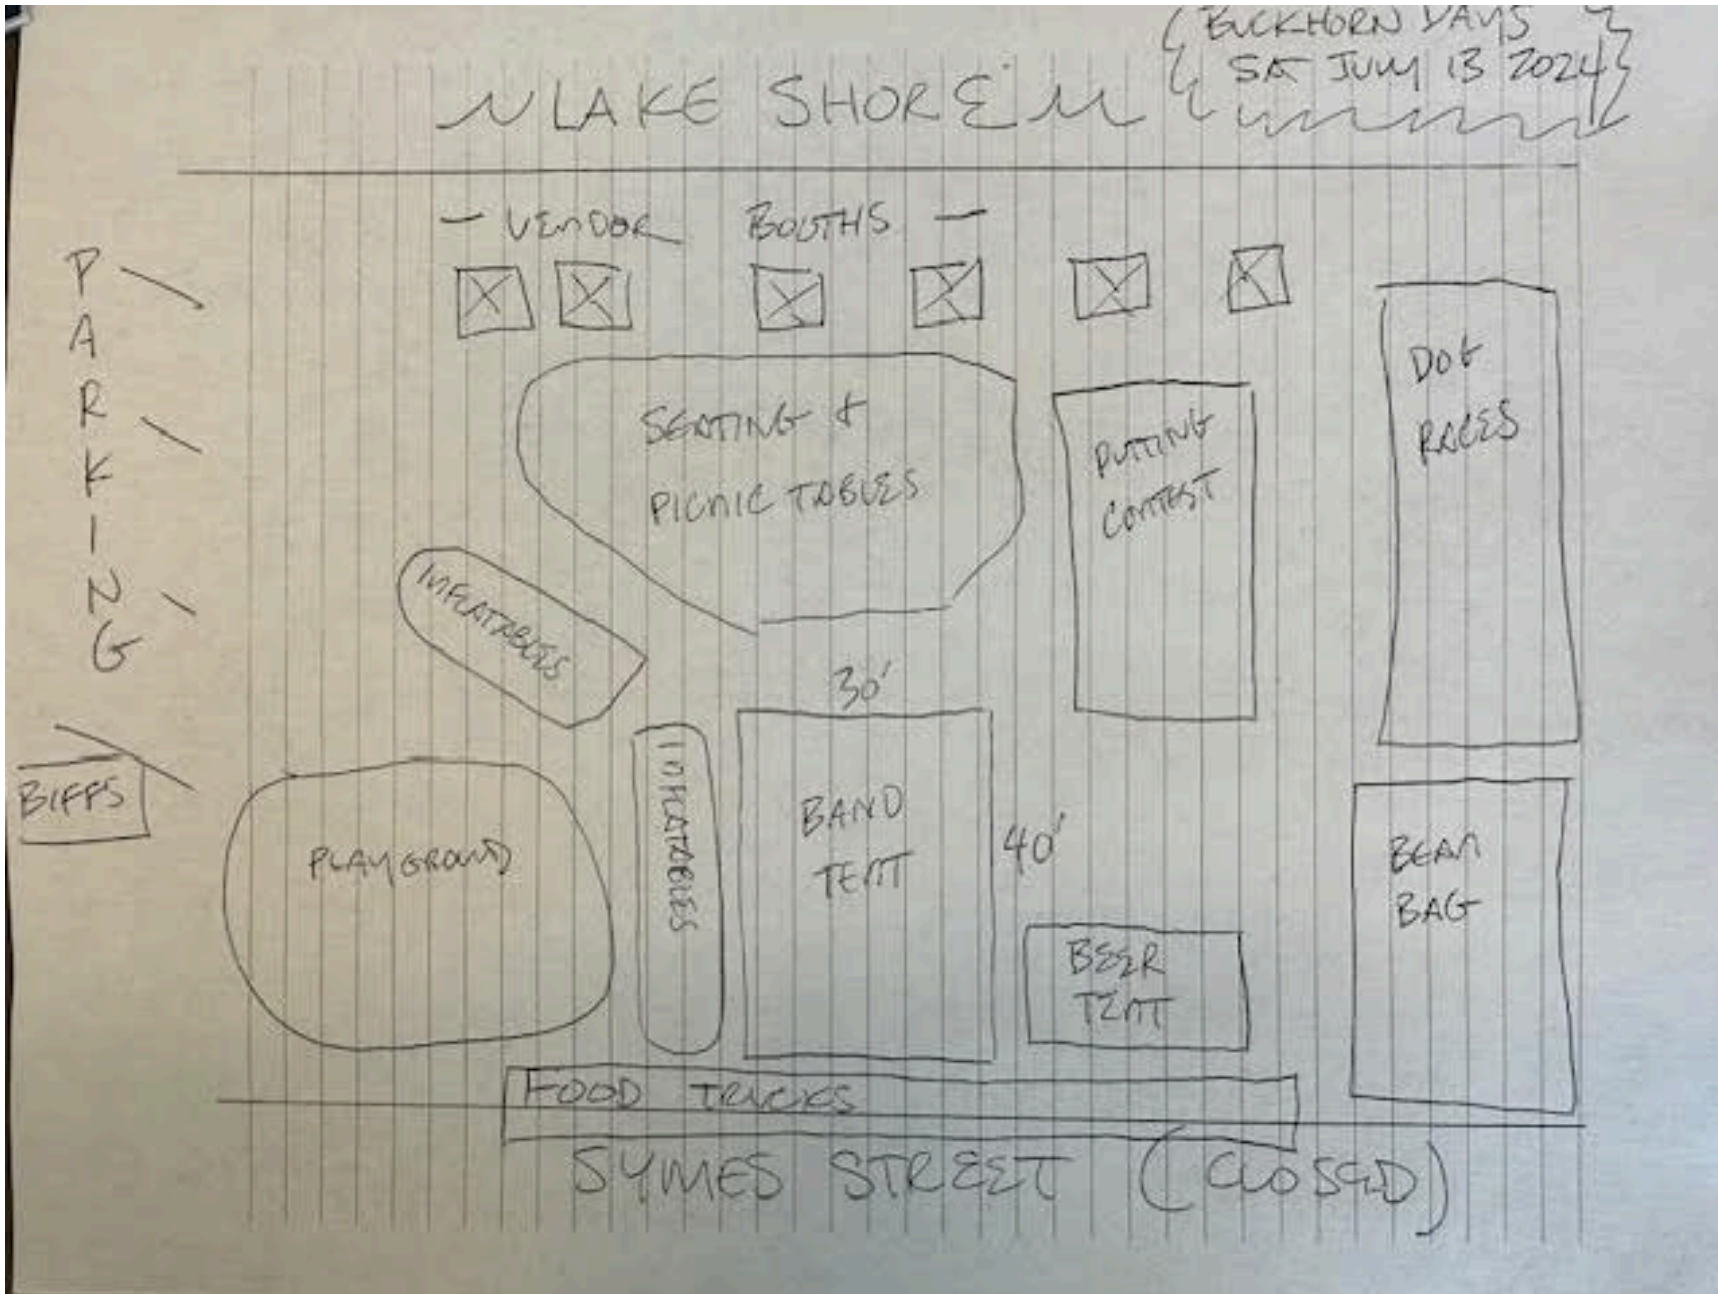 BUCKHORN DAYS
SAT JULY 13 2024
LAKE SHORE
- VENDOR BOOTHS -
PARKING
DOG
RACES
SEATING &
PICNIC TABLES
PUTTING
CONTEST
INFLATABLES
30'
BIFFS
PLAYGROUND
INFLATABLES
BAND
TENT
40'
BEAN
BAG
BEER
TENT
FOOD TRUCKS
SYMES STREET (CLOSED)